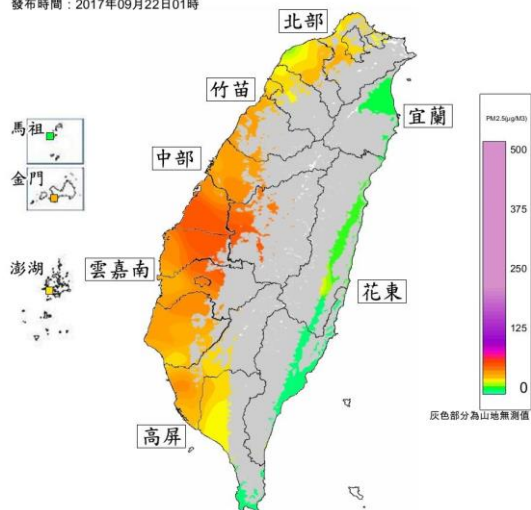 發布時間：2017年09月22日01時
北部
竹苗
宜蘭
馬祖
中部
金門
澎湖
雲嘉南
花東
高屏
PM2.5(μg/M3)
500
375
250
125
0
灰色部分為山地無測值